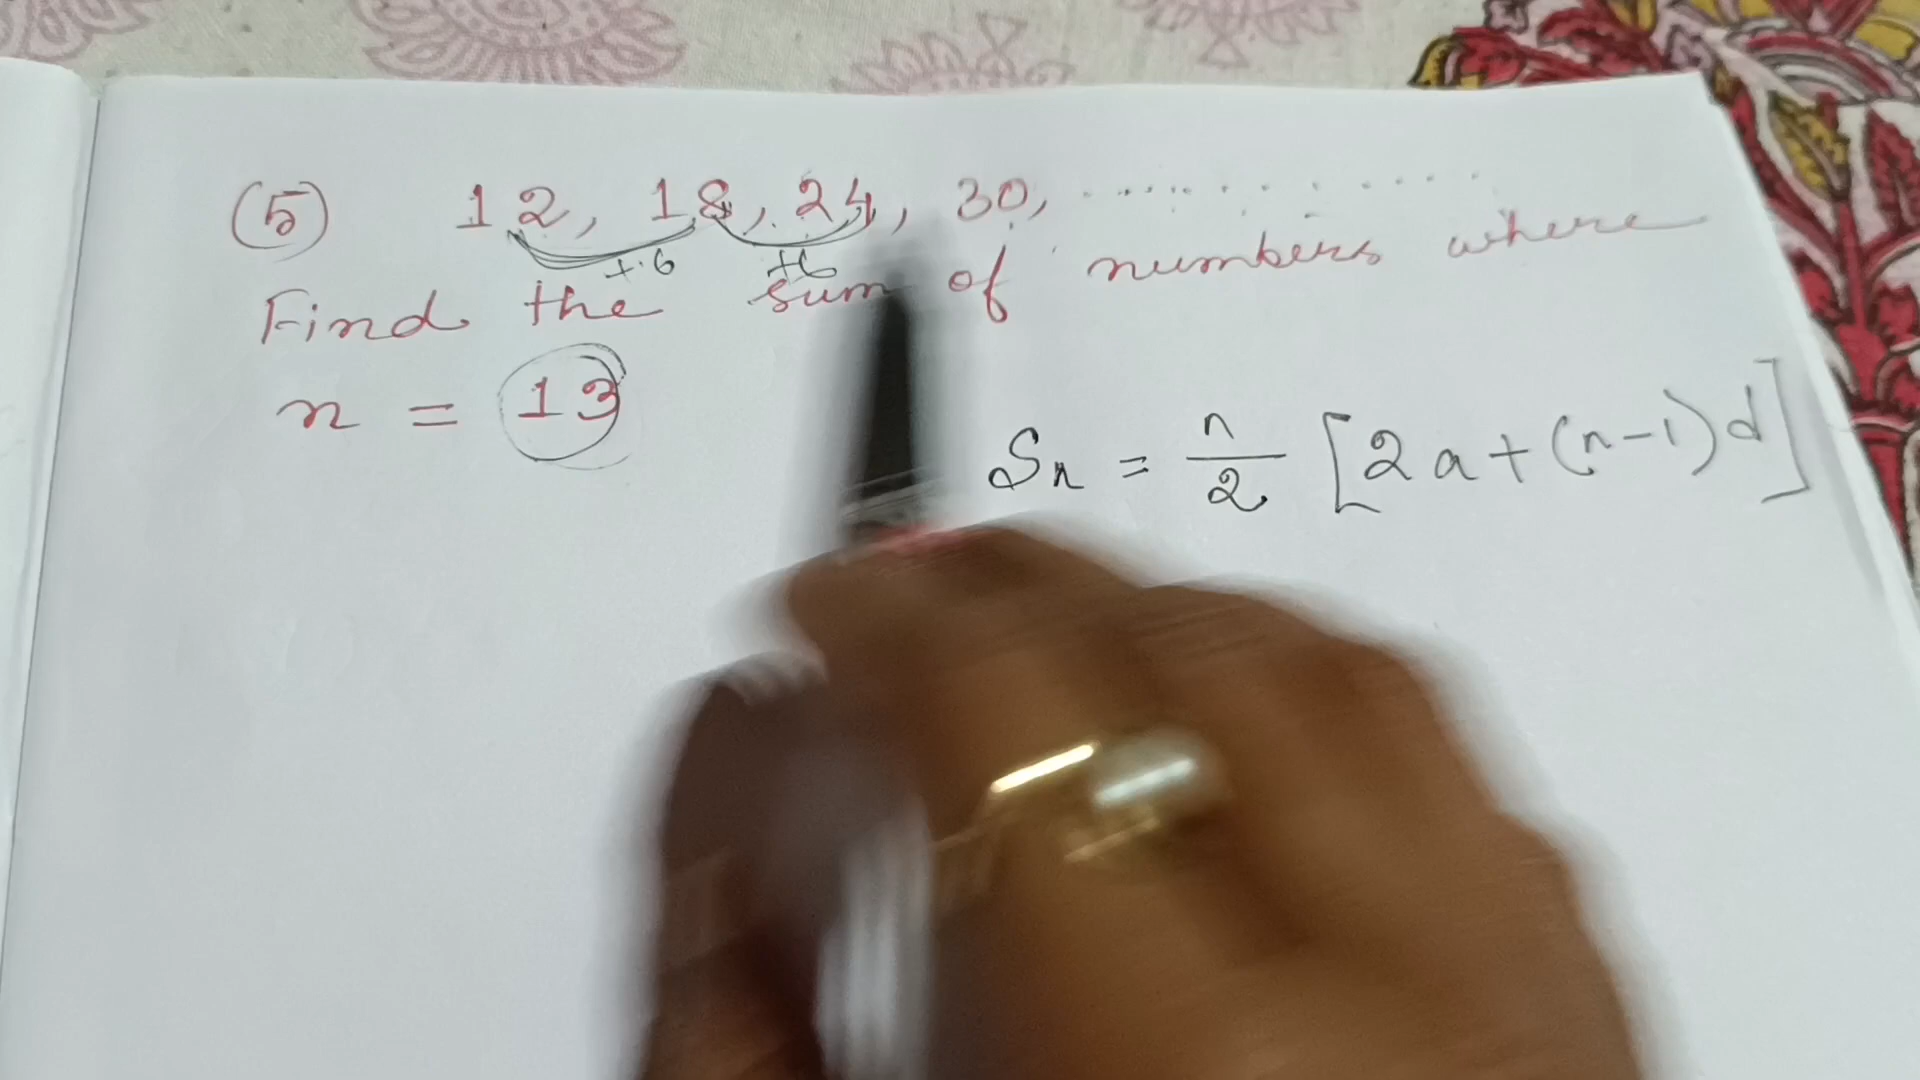 (5) 12, 18, 24, 30, ..................
+6 +6
Find the sum of numbers where
n = 13
Sn = n/2 [2a+(n-1)d]